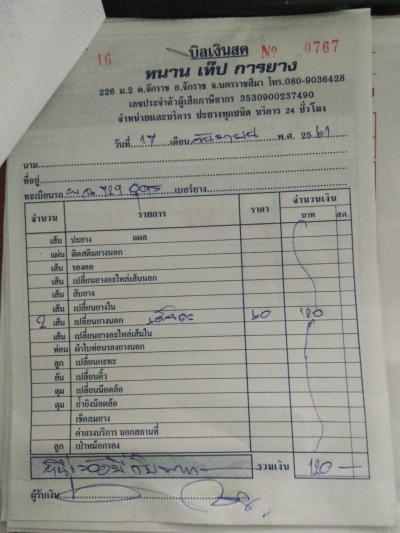 16 บิลเงินสด № 0767
หนาน เท๊ป การยาง
226 ม.2 ต.จักราช อ.จักราช จ.นครราชสีมา โทร.080-9036428
เลขประจำตัวผู้เสียภาษีอากร 3530900237490
จำหน่ายและบริการ ปะยางทุกชนิด บริการ 24 ชั่วโมง
วันที่ 17 เดือน กันยายน พ.ศ. 2561
นาม
ที่อยู่
ทะเบียนรถ 729 อุดร เบอร์ยาง
จำนวน รายการ ราคา จำนวนเงิน
บาท สต.
เส้น ปะยาง แผล
แผ่น ติดสติมยางนอก
เส้น รองคอ
เส้น เปลี่ยนยางอะไหล่เส้นนอก
เส้น สับยาง
เส้น เปลี่ยนยางใน
2 เส้น เปลี่ยนยางนอก 60 120
เส้น เปลี่ยนยางอะไหล่เส้นใน
ท่อน ผ้าใบท่อนรองยางนอก
ลูก เปลี่ยนกะทะ
อัน เปลี่ยนคิ้ว
ตุม เปลี่ยนน๊อตล้อ
ตุม ย้ำยิงน๊อตล้อ
เช็คลมยาง
ค่าแรงบริการ นอกสถานที่
ลูก เป่าหม้อกรอง
รวมเงิน 120 -
ผู้รับเงิน